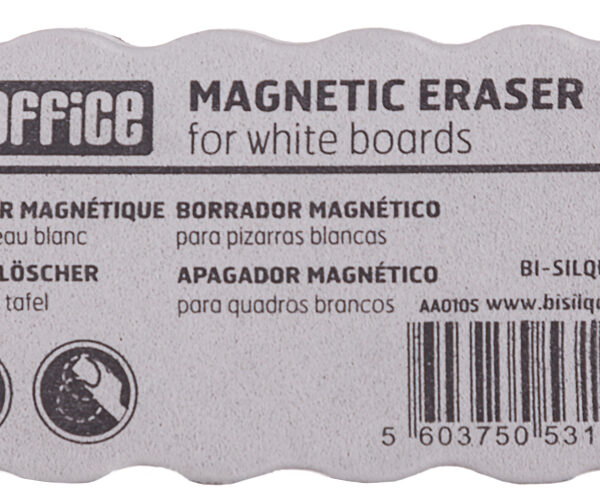 OFFICE
MAGNETIC ERASER
for white boards
R MAGNÉTIQUE
eau blanc
BORRADOR MAGNÉTICO
para pizarras blancas
LÖSCHER
tafel
APAGADOR MAGNÉTICO
para quadros brancos
BI-SILQU
AA0105 www.bisilq
5 603750 531